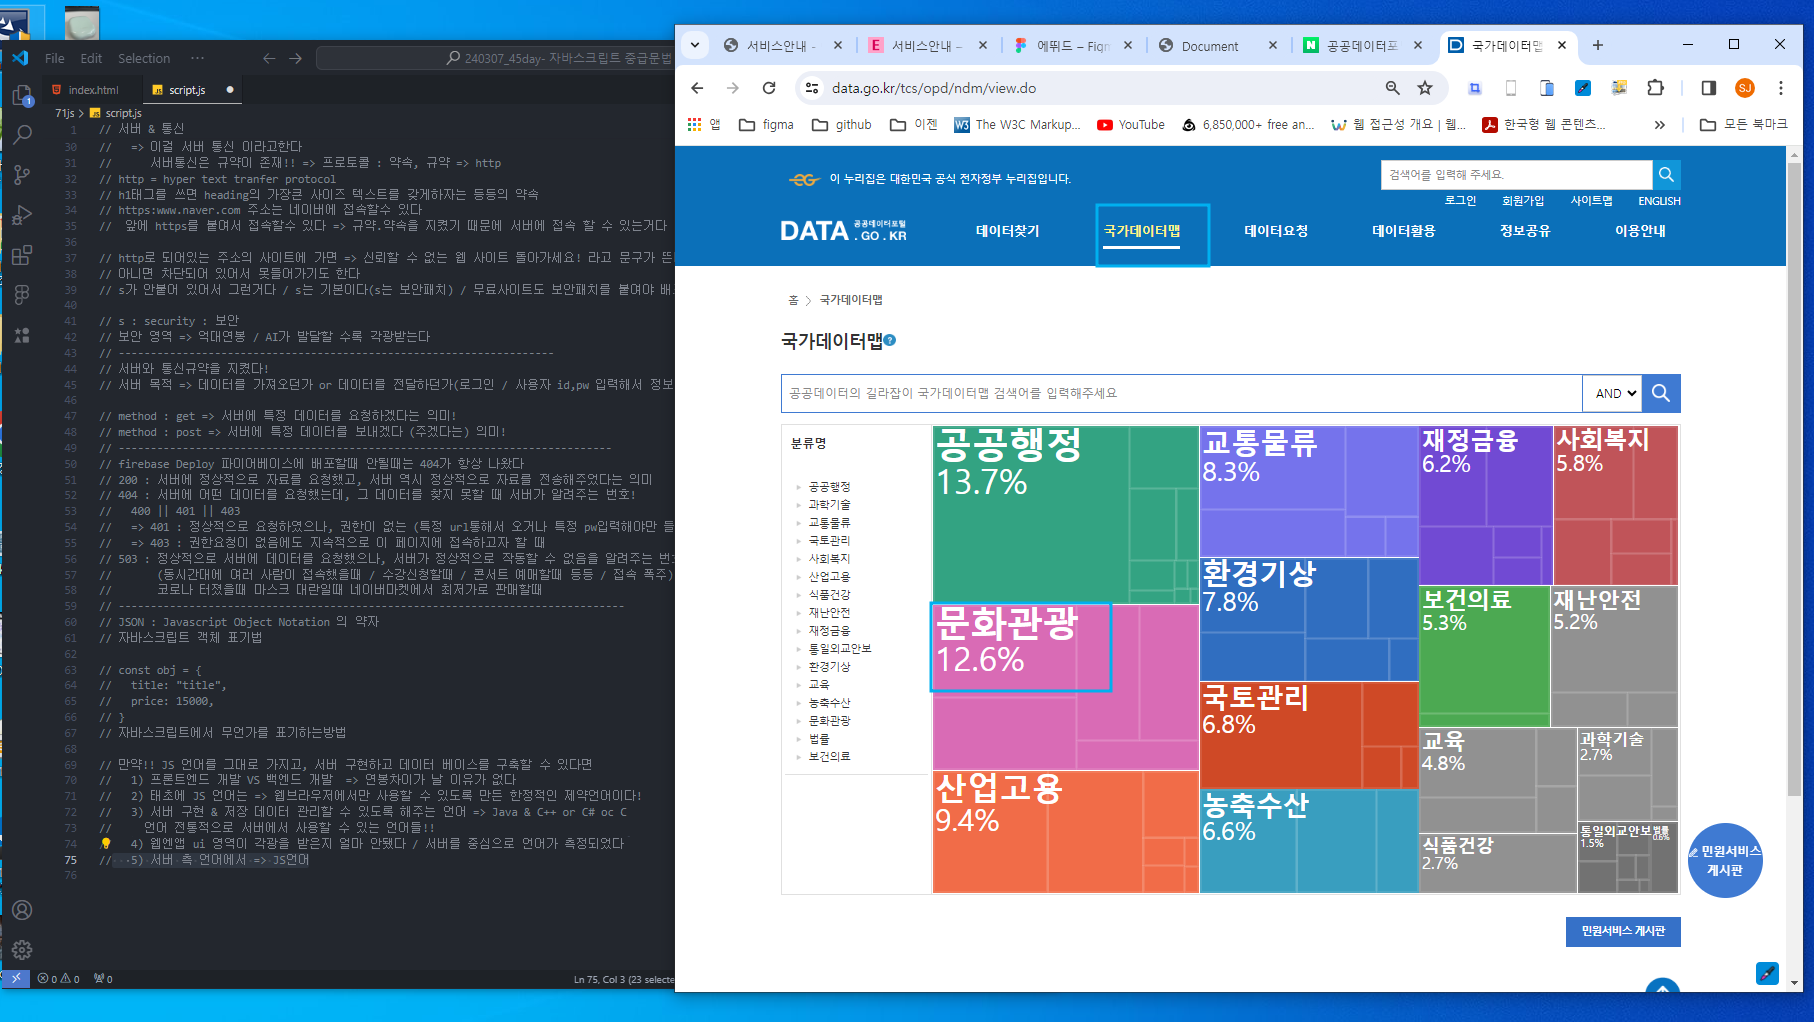 File Edit Selection ···
240307_45day- 자바스크립트 중급문법
index.html
script.js
71js > script.js
1 // 서버 & 통신
30 //   => 이걸 서버 통신 이라고한다
31 //      서버통신은 규약이 존재!! => 프로토콜 : 약속, 규약 => http
32 // http = hyper text tranfer protocol
33 // h1태그를 쓰면 heading의 가장큰 사이즈 텍스트를 갖게하자는 등등의 약속
34 // https:www.naver.com 주소는 네이버에 접속할수 있다
35 //  앞에 https를 붙여서 접속할수 있다 => 규약.약속을 지켰기 때문에 서버에 접속 할 수 있는거다
36
37 // http로 되어있는 주소의 사이트에 가면 => 신뢰할 수 없는 웹 사이트 돌아가세요! 라고 문구가 뜬
38 // 아니면 차단되어 있어서 못들어가기도 한다
39 // s가 안붙어 있어서 그런거다 / s는 기본이다(s는 보안패치) / 무료사이트도 보안패치를 붙여야 배
40
41 // s : security : 보안
42 // 보안 영역 => 억대연봉 / AI가 발달할 수록 각광받는다
43 // --------------------------------------------------------------------
44 // 서버와 통신규약을 지켰다!
45 // 서버 목적 => 데이터를 가져오던가 or 데이터를 전달하던가(로그인 / 사용자 id,pw 입력해서 정보
46
47 // method : get => 서버에 특정 데이터를 요청하겠다는 의미!
48 // method : post => 서버에 특정 데이터를 보내겠다 (주겠다는) 의미!
49 // -----------------------------------------------------------------------------
50 // firebase Deploy 파이어베이스에 배포할때 안될때는 404가 항상 나왔다
51 // 200 : 서버에 정상적으로 자료를 요청했고, 서버 역시 정상적으로 자료를 전송해주었다는 의미
52 // 404 : 서버에 어떤 데이터를 요청했는데, 그 데이터를 찾지 못할 때 서버가 알려주는 번호!
53 //   400 || 401 || 403
54 //   => 401 : 정상적으로 요청하였으나, 권한이 없는 (특정 url통해서 오거나 특정 pw입력해야만 들
55 //   => 403 : 권한요청이 없음에도 지속적으로 이 페이지에 접속하고자 할 때
56 // 503 : 정상적으로 서버에 데이터를 요청했으나, 서버가 정상적으로 작동할 수 없음을 알려주는 번
57 //       (동시간대에 여러 사람이 접속했을때 / 수강신청할때 / 콘서트 예매할때 등등 / 접속 폭주)
58 //       코로나 터졌을때 마스크 대란일때 네이버마켓에서 최저가로 판매할때
59 // -------------------------------------------------------------------------------
60 // JSON : Javascript Object Notation 의 약자
61 // 자바스크립트 객체 표기법
62
63 // const obj = {
64 //   title: "title",
65 //   price: 15000,
66 // }
67 // 자바스크립트에서 무언가를 표기하는방법
68
69 // 만약!! JS 언어를 그대로 가지고, 서버 구현하고 데이터 베이스를 구축할 수 있다면
70 //   1) 프론트엔드 개발 VS 백엔드 개발  => 연봉차이가 날 이유가 없다
71 //   2) 태초에 JS 언어는 => 웹브라우저에서만 사용할 수 있도록 만든 한정적인 제약언어이다!
72 //   3) 서버 구현 & 저장 데이터 관리할 수 있도록 해주는 언어 => Java & C++ or C# oc C
73 //     언어 전통적으로 서버에서 사용할 수 있는 언어들!!
74 //   4) 웹엔앱 ui 영역이 각광을 받은지 얼마 안됐다 / 서버를 중심으로 언어가 측정되었다
75 //   5) 서버 측 언어에서 => JS언어
76
0 0 0
Ln 75, Col 3 (23 selecte
서비스안내 -
서비스안내 –
에뛰드 – Figm
Document
공공데이터포
국가데이터맵
data.go.kr/tcs/opd/ndm/view.do
SJ
앱 figma github 이젠 The W3C Markup... YouTube 6,850,000+ free an... 웹 접근성 개요 | 웹... 한국형 웹 콘텐츠... » 모든 북마크
이 누리집은 대한민국 공식 전자정부 누리집입니다.
검색어를 입력해 주세요.
로그인 회원가입 사이트맵 ENGLISH
DATA 공공데이터포털 .GO.KR
데이터찾기 국가데이터맵 데이터요청 데이터활용 정보공유 이용안내
홈 > 국가데이터맵
국가데이터맵 ?
공공데이터의 길라잡이 국가데이터맵 검색어를 입력해주세요
AND
분류명
공공행정
과학기술
교통물류
국토관리
사회복지
산업고용
식품건강
재난안전
재정금융
통일외교안보
환경기상
교육
농축수산
문화관광
법률
보건의료
공공행정
13.7%
문화관광
12.6%
산업고용
9.4%
교통물류
8.3%
환경기상
7.8%
국토관리
6.8%
농축수산
6.6%
재정금융
6.2%
사회복지
5.8%
보건의료
5.3%
재난안전
5.2%
교육
4.8%
과학기술
2.7%
식품건강
2.7%
통일외교안보
1.5%
법률
0.6%
민원서비스
게시판
민원서비스 게시판